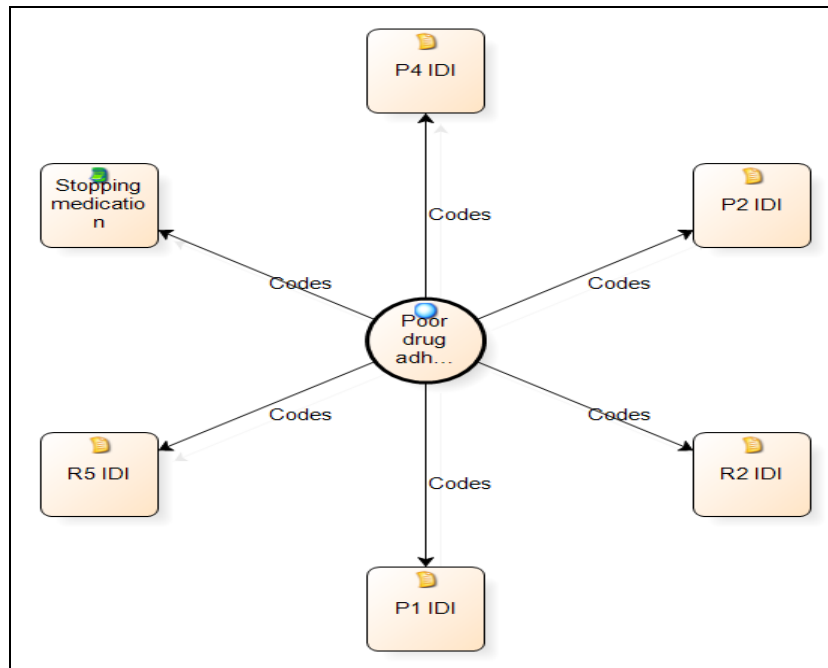 P4 IDI
Stopping
medicatio
n
P2 IDI
Codes
Codes
Codes
Poor
drug
adh...
Codes
Codes
Codes
R5 IDI
R2 IDI
P1 IDI